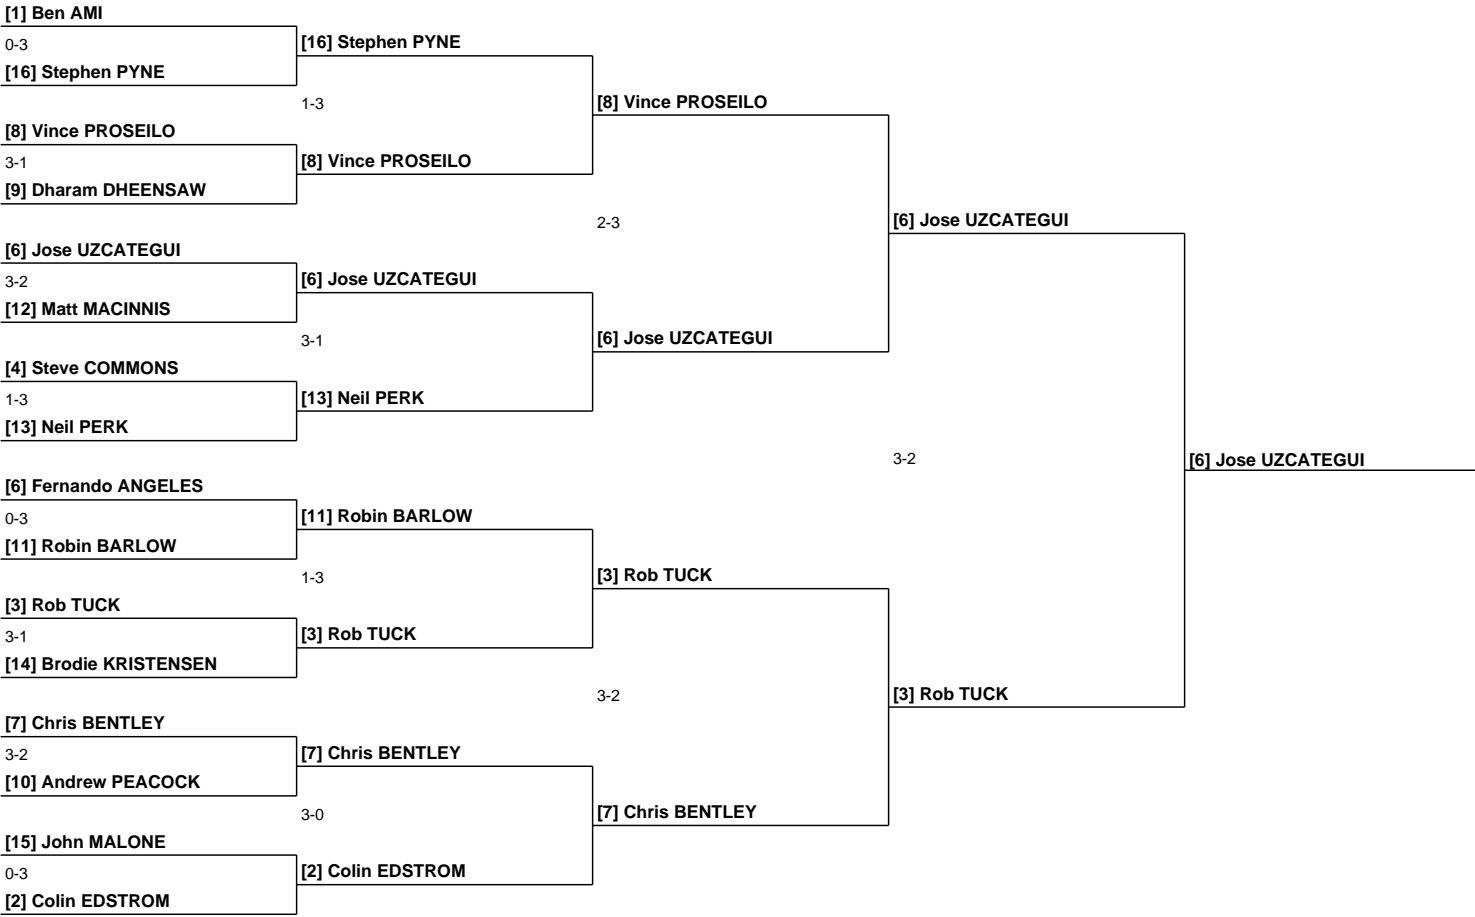 [1] Ben AMI
0-3
[16] Stephen PYNE
[16] Stephen PYNE
1-3
[8] Vince PROSEILO
[8] Vince PROSEILO
3-1
[8] Vince PROSEILO
[9] Dharam DHEENSAW
2-3
[6] Jose UZCATEGUI
[6] Jose UZCATEGUI
3-2
[6] Jose UZCATEGUI
[12] Matt MACINNIS
3-1
[6] Jose UZCATEGUI
[4] Steve COMMONS
1-3
[13] Neil PERK
[13] Neil PERK
3-2
[6] Jose UZCATEGUI
[6] Fernando ANGELES
0-3
[11] Robin BARLOW
[11] Robin BARLOW
1-3
[3] Rob TUCK
[3] Rob TUCK
3-1
[3] Rob TUCK
[14] Brodie KRISTENSEN
3-2
[3] Rob TUCK
[7] Chris BENTLEY
3-2
[7] Chris BENTLEY
[10] Andrew PEACOCK
3-0
[7] Chris BENTLEY
[15] John MALONE
0-3
[2] Colin EDSTROM
[2] Colin EDSTROM